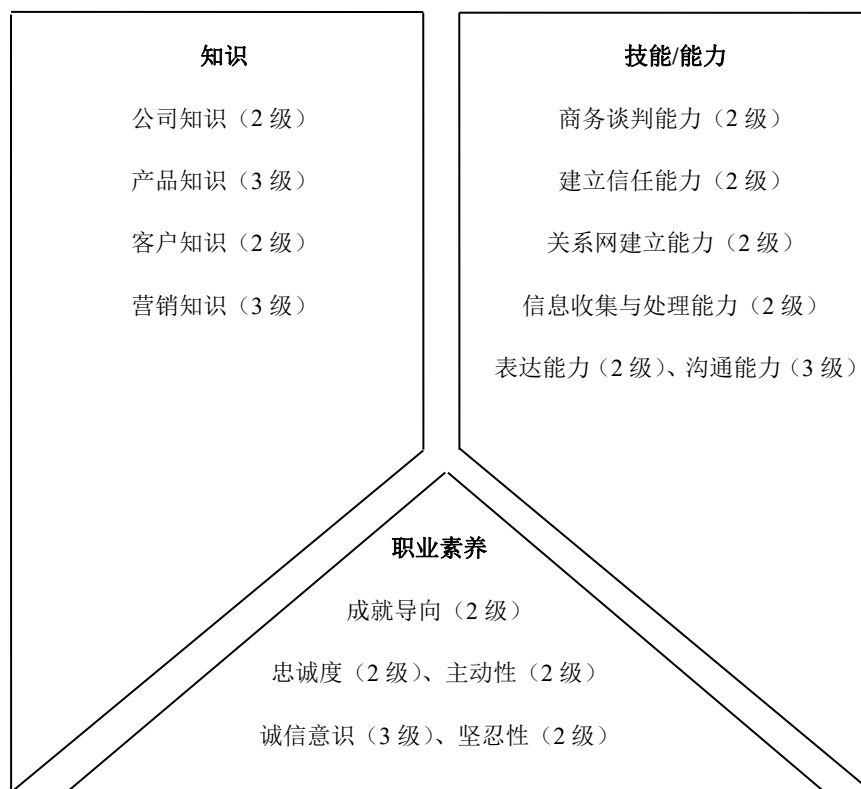 知识
公司知识（2 级）
产品知识（3 级）
客户知识（2 级）
营销知识（3 级）
技能/能力
商务谈判能力（2 级）
建立信任能力（2 级）
关系网建立能力（2 级）
信息收集与处理能力（2 级）
表达能力（2 级）、沟通能力（3 级）
职业素养
成就导向（2 级）
忠诚度（2 级）、主动性（2 级）
诚信意识（3 级）、坚忍性（2 级）